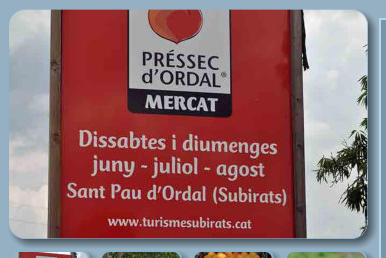 PRÉSSEC
d'ORDAL®
MERCAT
Dissabtes i diumenges
juny - juliol - agost
Sant Pau d'Ordal (Subirats)
www.turismesubirats.cat